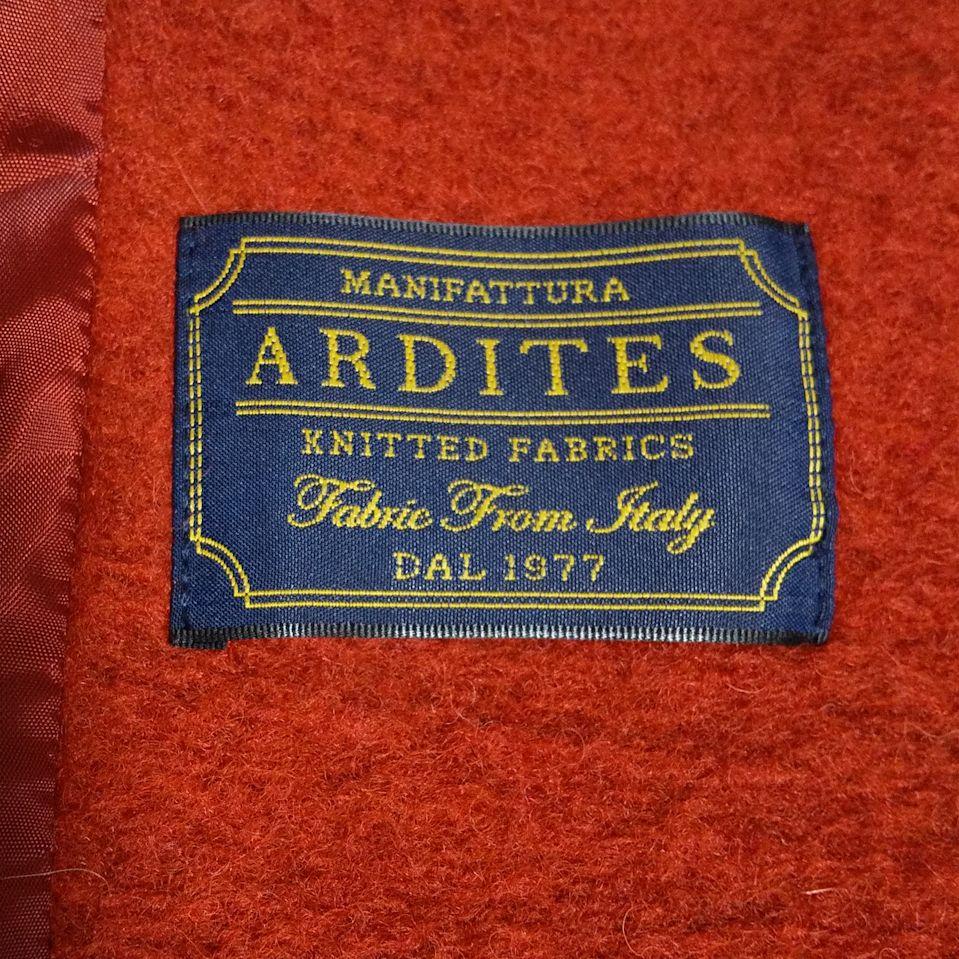 MANIFATTURA
ARDITES
KNITTED FABRICS
Fabric From Italy
DAL 1977